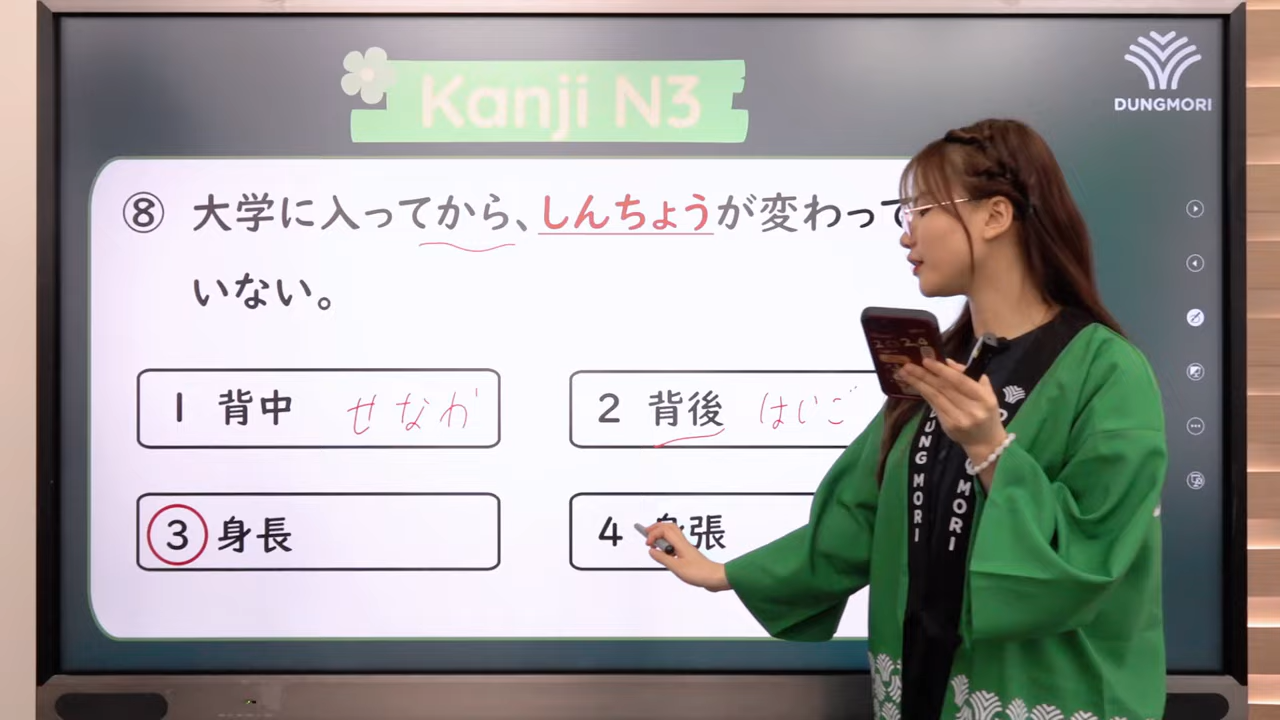 Kanji N3
DUNGMORI
⑧ 大学に入ってから、しんちょうが変わって
いない。
1 背中 せなか
2 背後 はいご
3 身長
4 身張
DUNG MORI
MORI